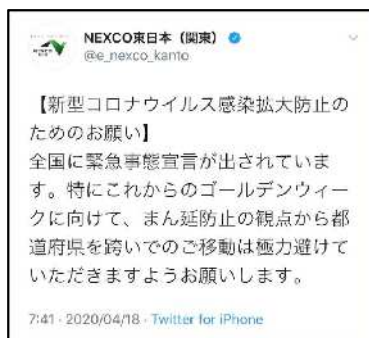 NEXCO東日本（関東）
@e_nexco_kanto
【新型コロナウイルス感染拡大防止の
ためのお願い】
全国に緊急事態宣言が出されていま
す。特にこれからのゴールデンウィー
クに向けて、まん延防止の観点から都
道府県を跨いでのご移動は極力避けて
いただきますようお願いします。
7:41 · 2020/04/18 · Twitter for iPhone